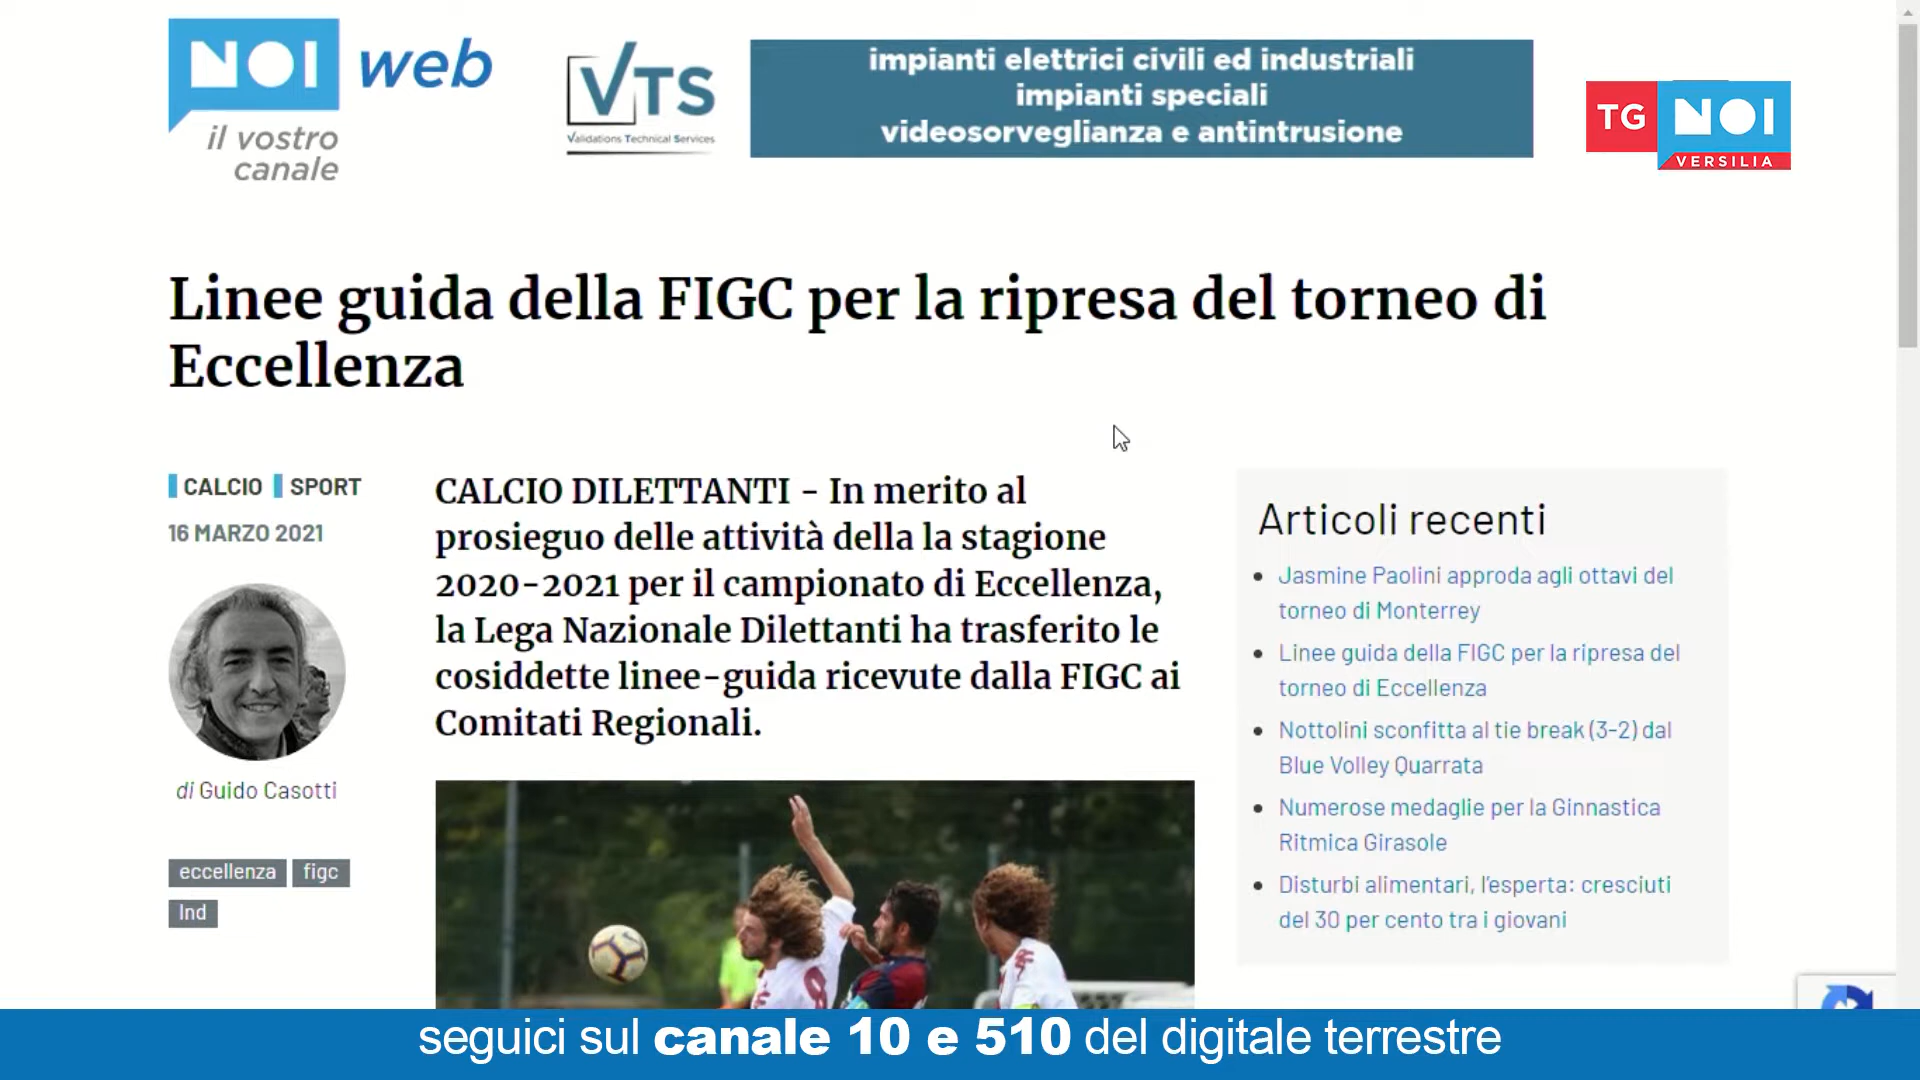 NOI web
il vostro
canale
VTS
Validations Technical Services
impianti elettrici civili ed industriali
impianti speciali
videosorveglianza e antintrusione
TG NOI
VERSILIA
Linee guida della FIGC per la ripresa del torneo di
Eccellenza
CALCIO SPORT
16 MARZO 2021
di Guido Casotti
eccellenza figc
lnd
CALCIO DILETTANTI - In merito al
prosieguo delle attività della la stagione
2020-2021 per il campionato di Eccellenza,
la Lega Nazionale Dilettanti ha trasferito le
cosiddette linee-guida ricevute dalla FIGC ai
Comitati Regionali.
8
Articoli recenti
Jasmine Paolini approda agli ottavi del
torneo di Monterrey
Linee guida della FIGC per la ripresa del
torneo di Eccellenza
Nottolini sconfitta al tie break (3-2) dal
Blue Volley Quarrata
Numerose medaglie per la Ginnastica
Ritmica Girasole
Disturbi alimentari, l'esperta: cresciuti
del 30 per cento tra i giovani
seguici sul canale 10 e 510 del digitale terrestre